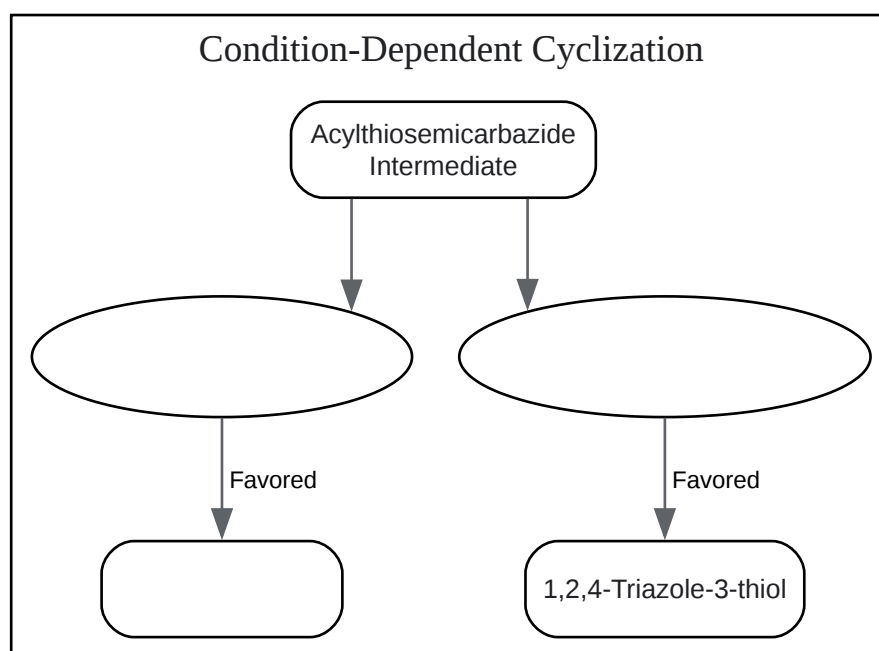 Condition-Dependent Cyclization
Acylthiosemicarbazide
Intermediate
Favored
Favored
1,2,4-Triazole-3-thiol